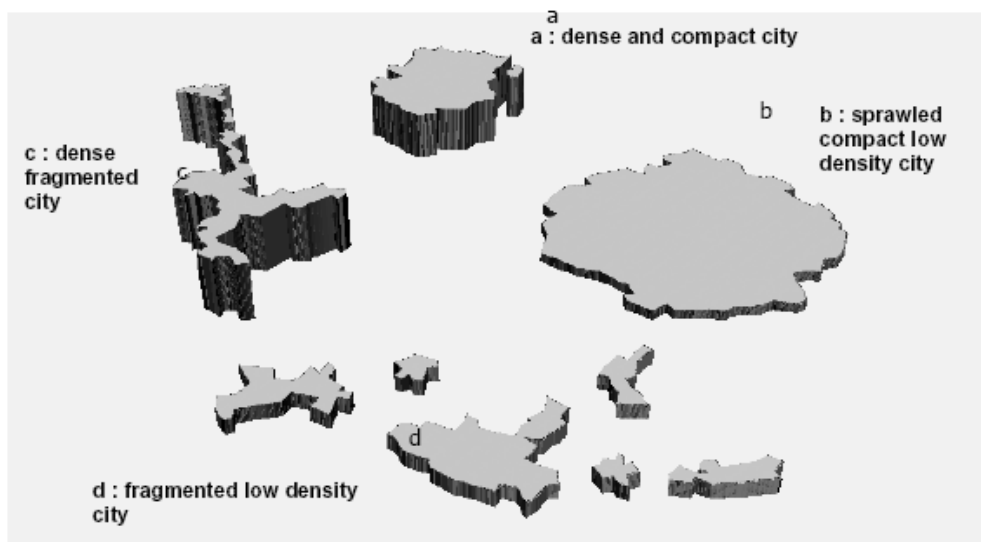 a
a : dense and compact city
b
b : sprawled
compact low
density city
c : dense
fragmented
city
c
d
d : fragmented low density
city